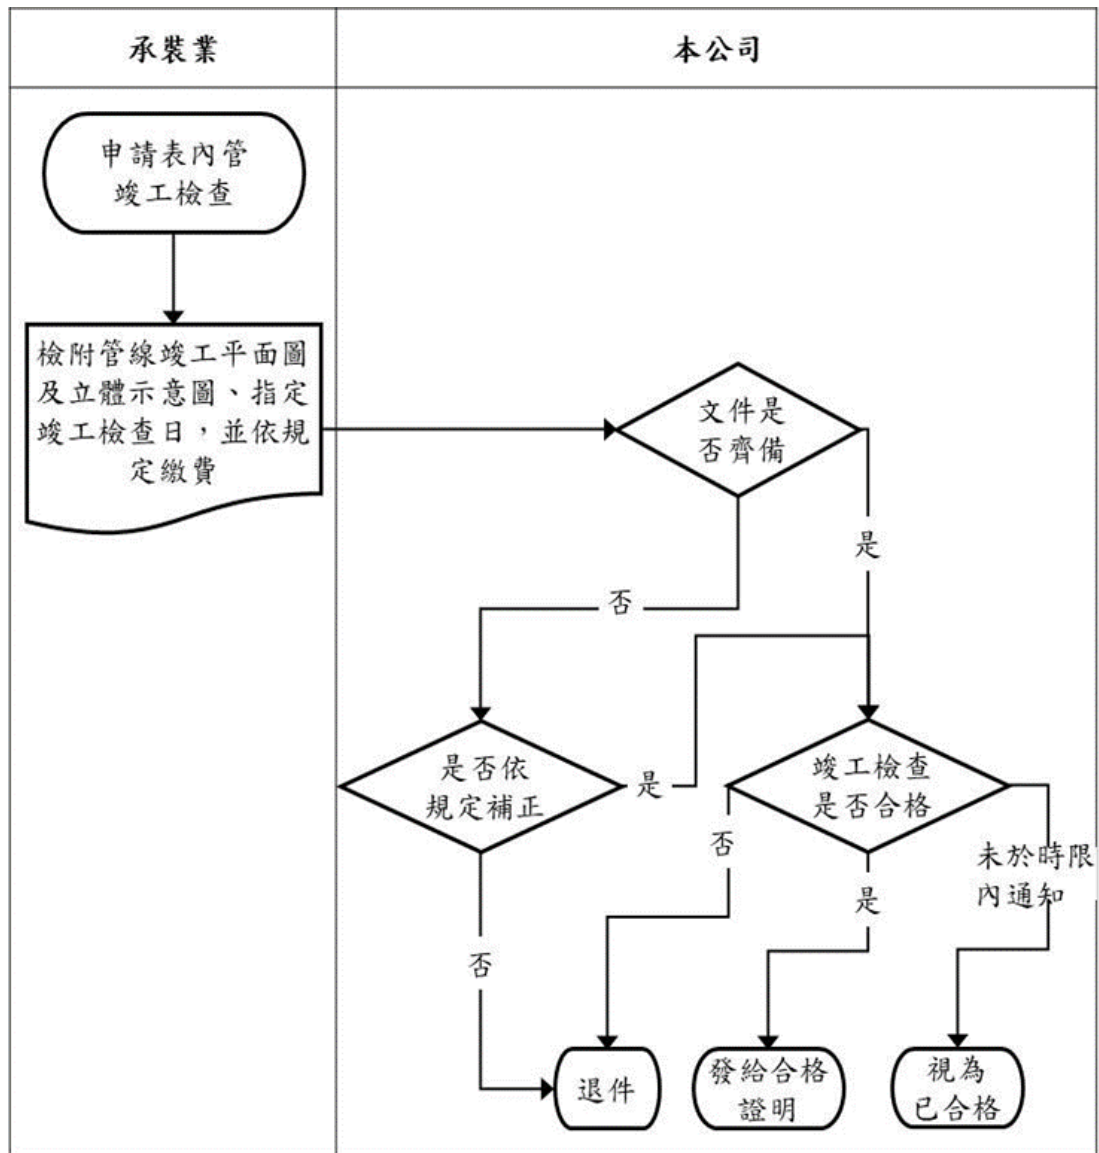 承裝業
本公司
申請表內管
竣工檢查
檢附管線竣工平面圖
及立體示意圖、指定
竣工檢查日，並依規
定繳費
文件是
否齊備
是
否
是否依
規定補正
是
竣工檢查
是否合格
否
是
未於時限
內通知
否
退件
發給合格
證明
視為
已合格